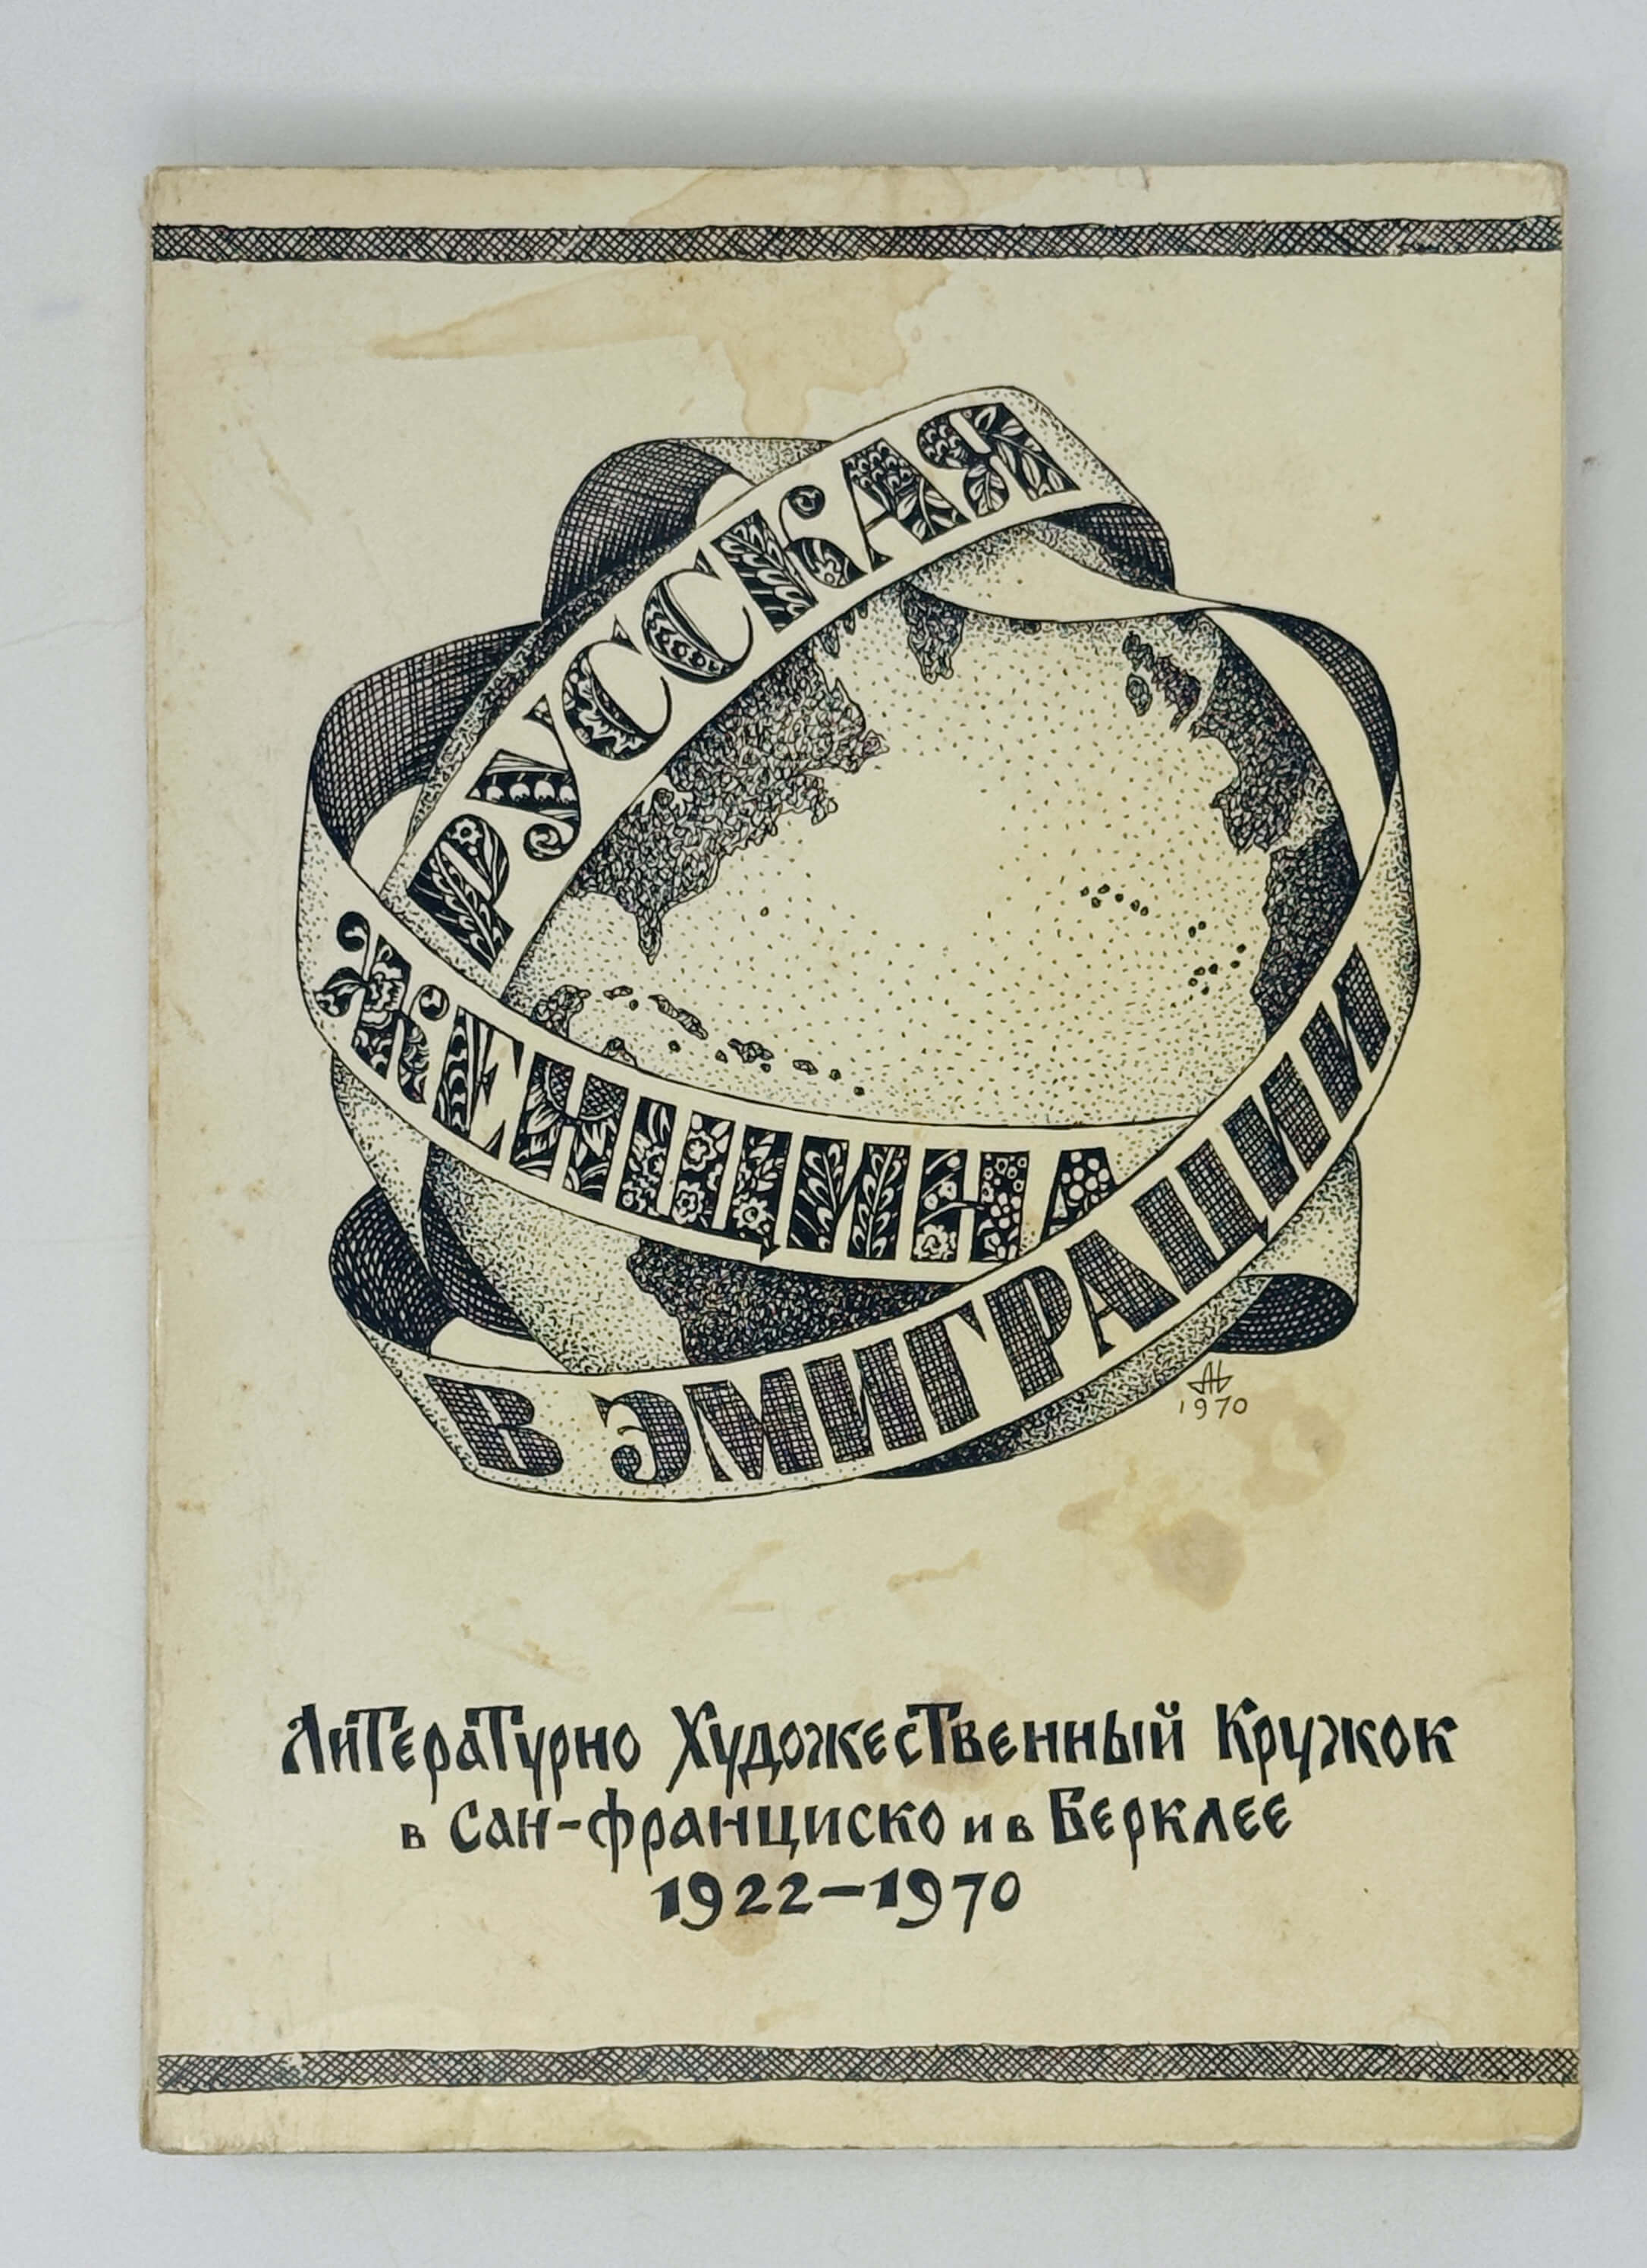 РУССКАЯ
ЖЕНЩИНА
В ЭМИГРАЦИИ
1970
Литературно Художественный Кружок
в Сан-Франциско и в Берклее
1922-1970